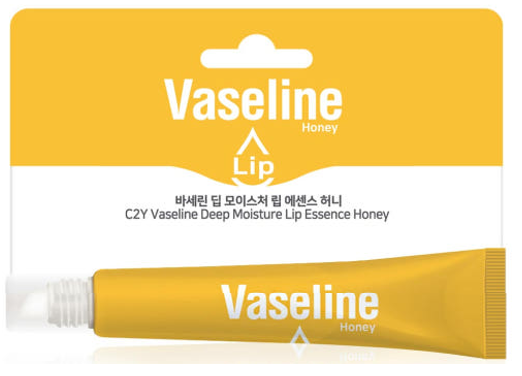 Vaseline
Honey
Lip
바세린 딥 모이스처 립 에센스 허니
C2Y Vaseline Deep Moisture Lip Essence Honey
Vaseline
Honey